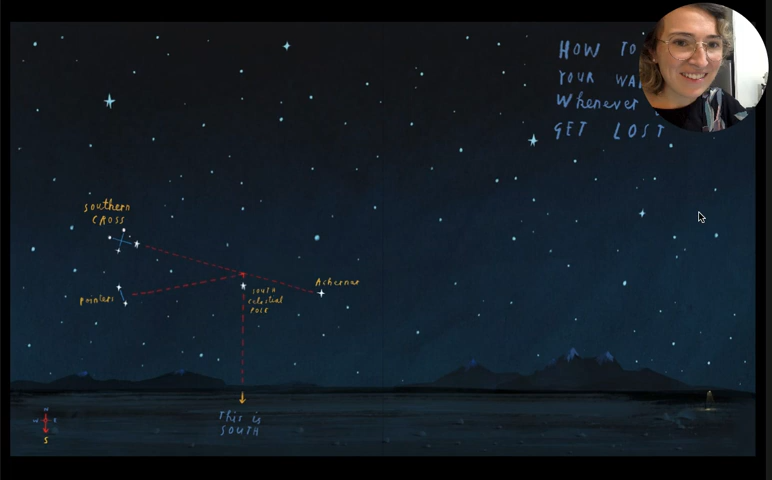 HOW TO
YOUR WA
Whenever
GET LOST
southern
CROSS
pointers
Achernar
SOUTH
celestial
POLE
This is
SOUTH
N
W E
S